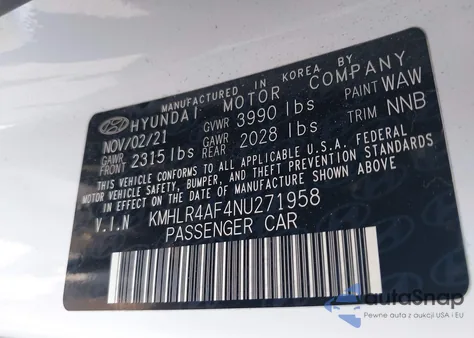 MANUFACTURED IN KOREA BY
HYUNDAI MOTOR COMPANY
NOV/02/21 GVWR 3990 lbs PAINT WAW
GAWR FRONT 2315 lbs GAWR REAR 2028 lbs TRIM NNB
THIS VEHICLE CONFORMS TO ALL APPLICABLE U.S.A. FEDERAL
MOTOR VEHICLE SAFETY, BUMPER, AND THEFT PREVENTION STANDARDS
IN EFFECT ON THE DATE OF MANUFACTURE SHOWN ABOVE.
V.I.N KMHLR4AF4NU271958
PASSENGER CAR
autaSnap
Pewne auta z aukcji USA i EU